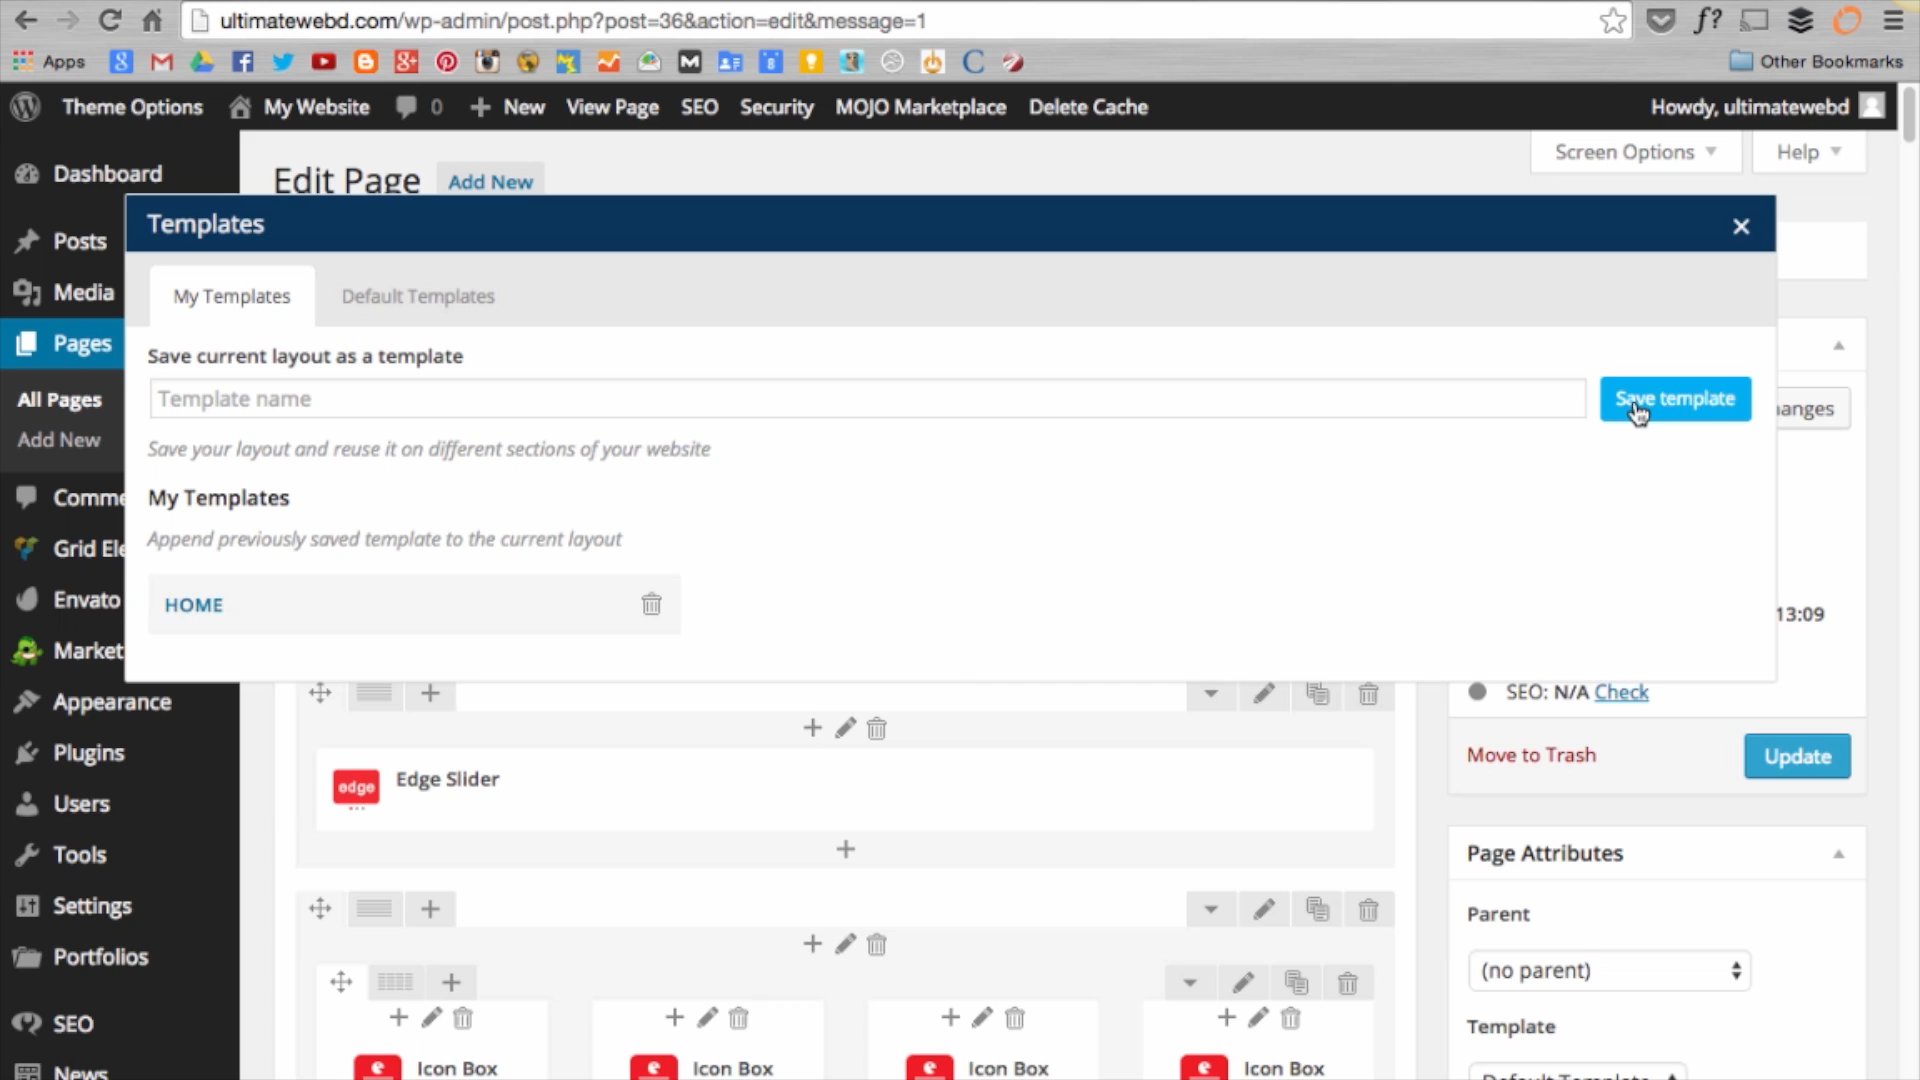 ultimatewebd.com/wp-admin/post.php?post=36&action=edit&message=1
Apps
Other Bookmarks
Theme Options
My Website
0
New
View Page
SEO
Security
MOJO Marketplace
Delete Cache
Howdy, ultimatewebd
Screen Options
Help
Edit Page
Add New
Dashboard
Posts
Media
Pages
All Pages
Add New
Comme
Grid Ele
Envato
Market
Appearance
Plugins
Users
Tools
Settings
Portfolios
SEO
News
Templates
My Templates
Default Templates
Save current layout as a template
Template name
Save template
Save your layout and reuse it on different sections of your website
My Templates
Append previously saved template to the current layout
HOME
anges
13:09
SEO: N/A Check
Move to Trash
Update
edge
Edge Slider
Icon Box
Icon Box
Icon Box
Icon Box
Page Attributes
Parent
(no parent)
Template
Default Template